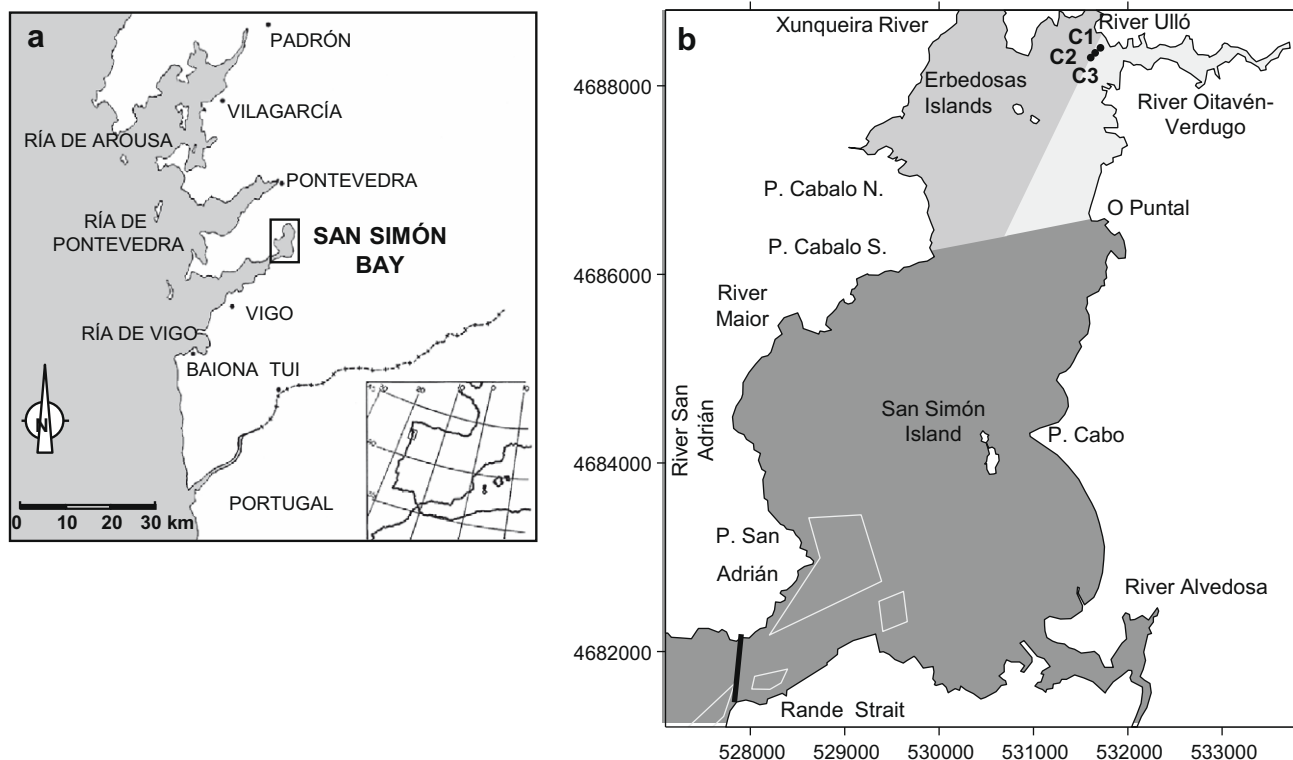 a
PADRÓN
VILAGARCÍA
RÍA DE AROUSA
PONTEVEDRA
RÍA DE
PONTEVEDRA
SAN SIMÓN
BAY
VIGO
RÍA DE VIGO
BAIONA TUI
N
PORTUGAL
0 10 20 30 km
b
Xunqueira River
River Ulló
C1
C2
C3
4688000
Erbedosas
Islands
River Oitavén-
Verdugo
P. Cabalo N.
O Puntal
P. Cabalo S.
4686000
River
Maior
San Simón
Island
P. Cabo
River San
Adrián
4684000
P. San
Adrián
River Alvedosa
4682000
Rande Strait
528000 529000 530000 531000 532000 533000